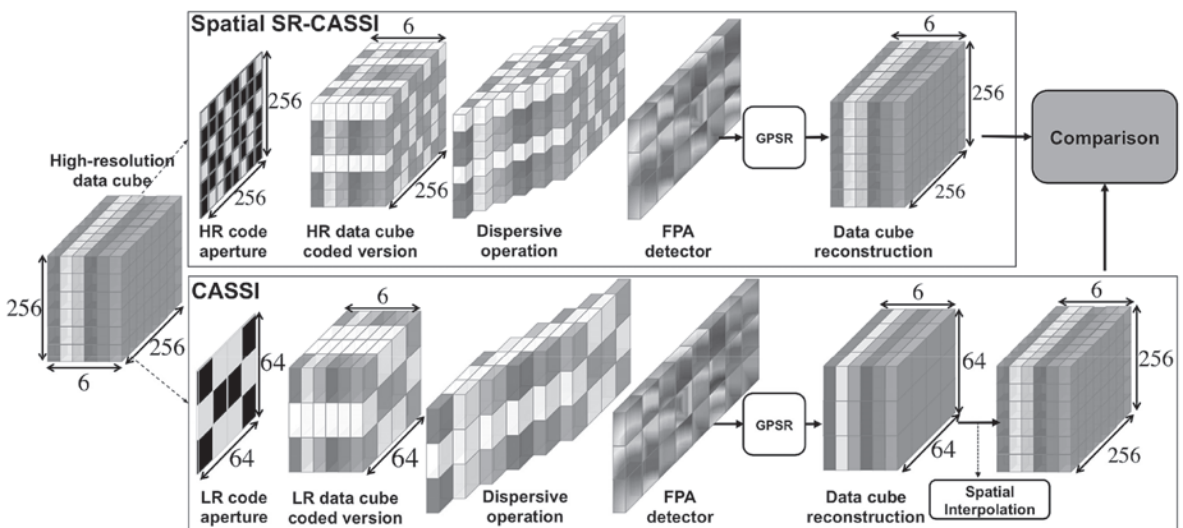 Spatial SR-CASSI
6
256
256
HR code
aperture
6
256
HR data cube
coded version
Dispersive
operation
FPA
detector
GPSR
6
256
256
Data cube
reconstruction
Comparison
High-resolution
data cube
256
6
256
CASSI
64
64
LR code
aperture
6
64
LR data cube
coded version
Dispersive
operation
FPA
detector
GPSR
6
64
64
Data cube
reconstruction
Spatial
Interpolation
6
256
256